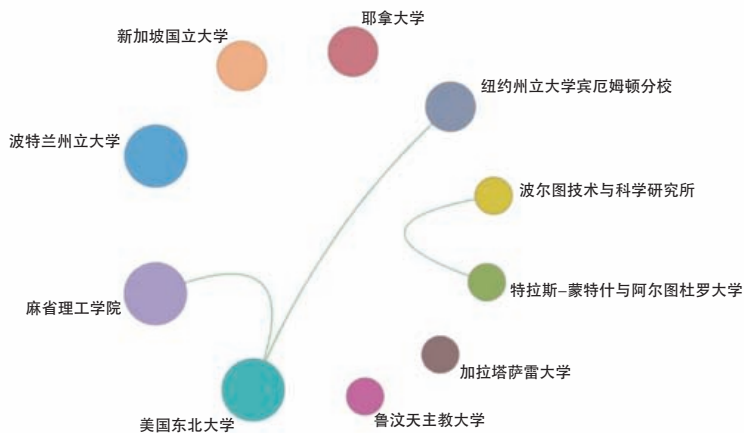 耶拿大学
新加坡国立大学
纽约州立大学宾厄姆顿分校
波特兰州立大学
波尔图技术与科学研究所
特拉斯-蒙特什与阿尔图杜罗大学
麻省理工学院
加拉塔萨雷大学
鲁汶天主教大学
美国东北大学